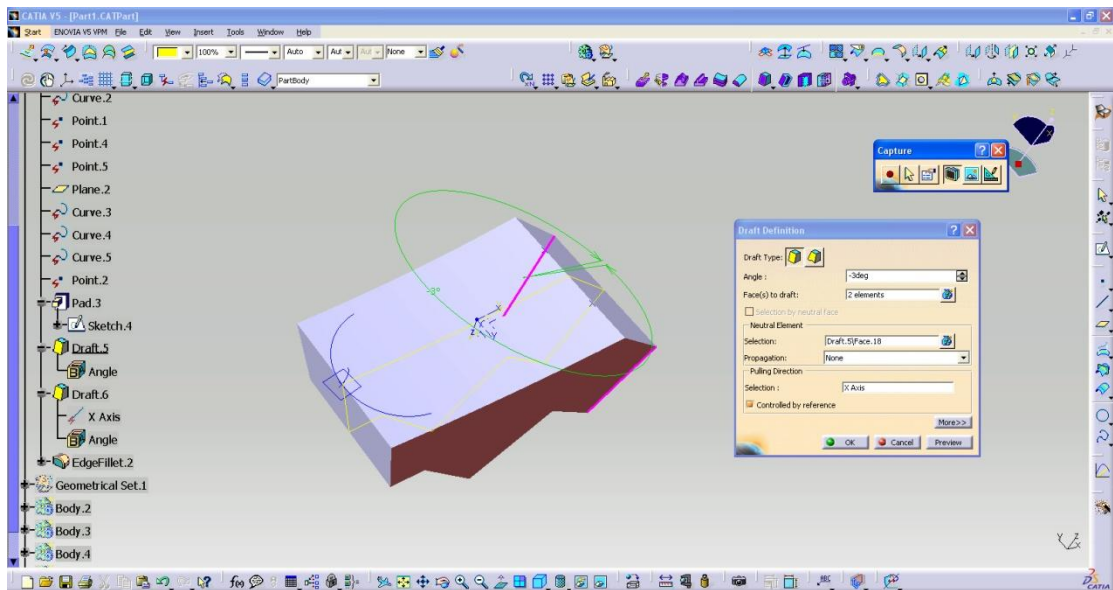 CATIA V5 - [Part1.CATPart]
Start ENOVIA V5 VPM File Edit View Insert Tools Window Help
100% Auto Aut Aut None
PartBody
Curve.2
Point.1
Point.4
Point.5
Plane.2
Curve.3
Curve.4
Curve.5
Point.2
Pad.3
Sketch.4
Draft.5
Angle
Draft.6
X Axis
Angle
EdgeFillet.2
Geometrical Set.1
Body.2
Body.3
Body.4
-3°
x
z
y
Capture
Draft Definition
Draft Type:
Angle : -3deg
Face(s) to draft: 2 elements
Selection by neutral face
Neutral Element
Selection: Draft.5\Face.18
Propagation: None
Pulling Direction
Selection : X Axis
Controlled by reference
More>>
OK Cancel Preview
Y Z X
CATIA